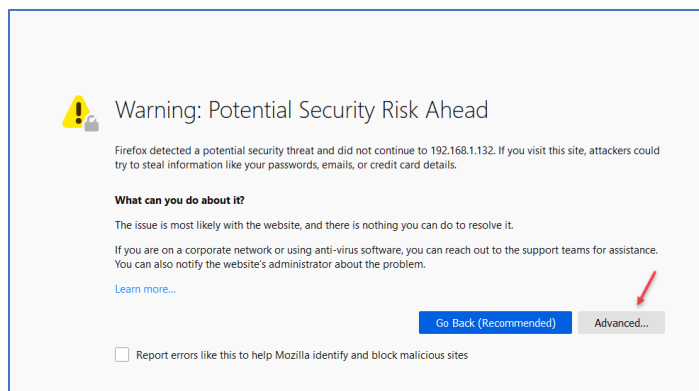 Warning: Potential Security Risk Ahead
Firefox detected a potential security threat and did not continue to 192.168.1.132. If you visit this site, attackers could
try to steal information like your passwords, emails, or credit card details.
What can you do about it?
The issue is most likely with the website, and there is nothing you can do to resolve it.
If you are on a corporate network or using anti-virus software, you can reach out to the support teams for assistance.
You can also notify the website's administrator about the problem.
Learn more...
Go Back (Recommended)
Advanced...
Report errors like this to help Mozilla identify and block malicious sites